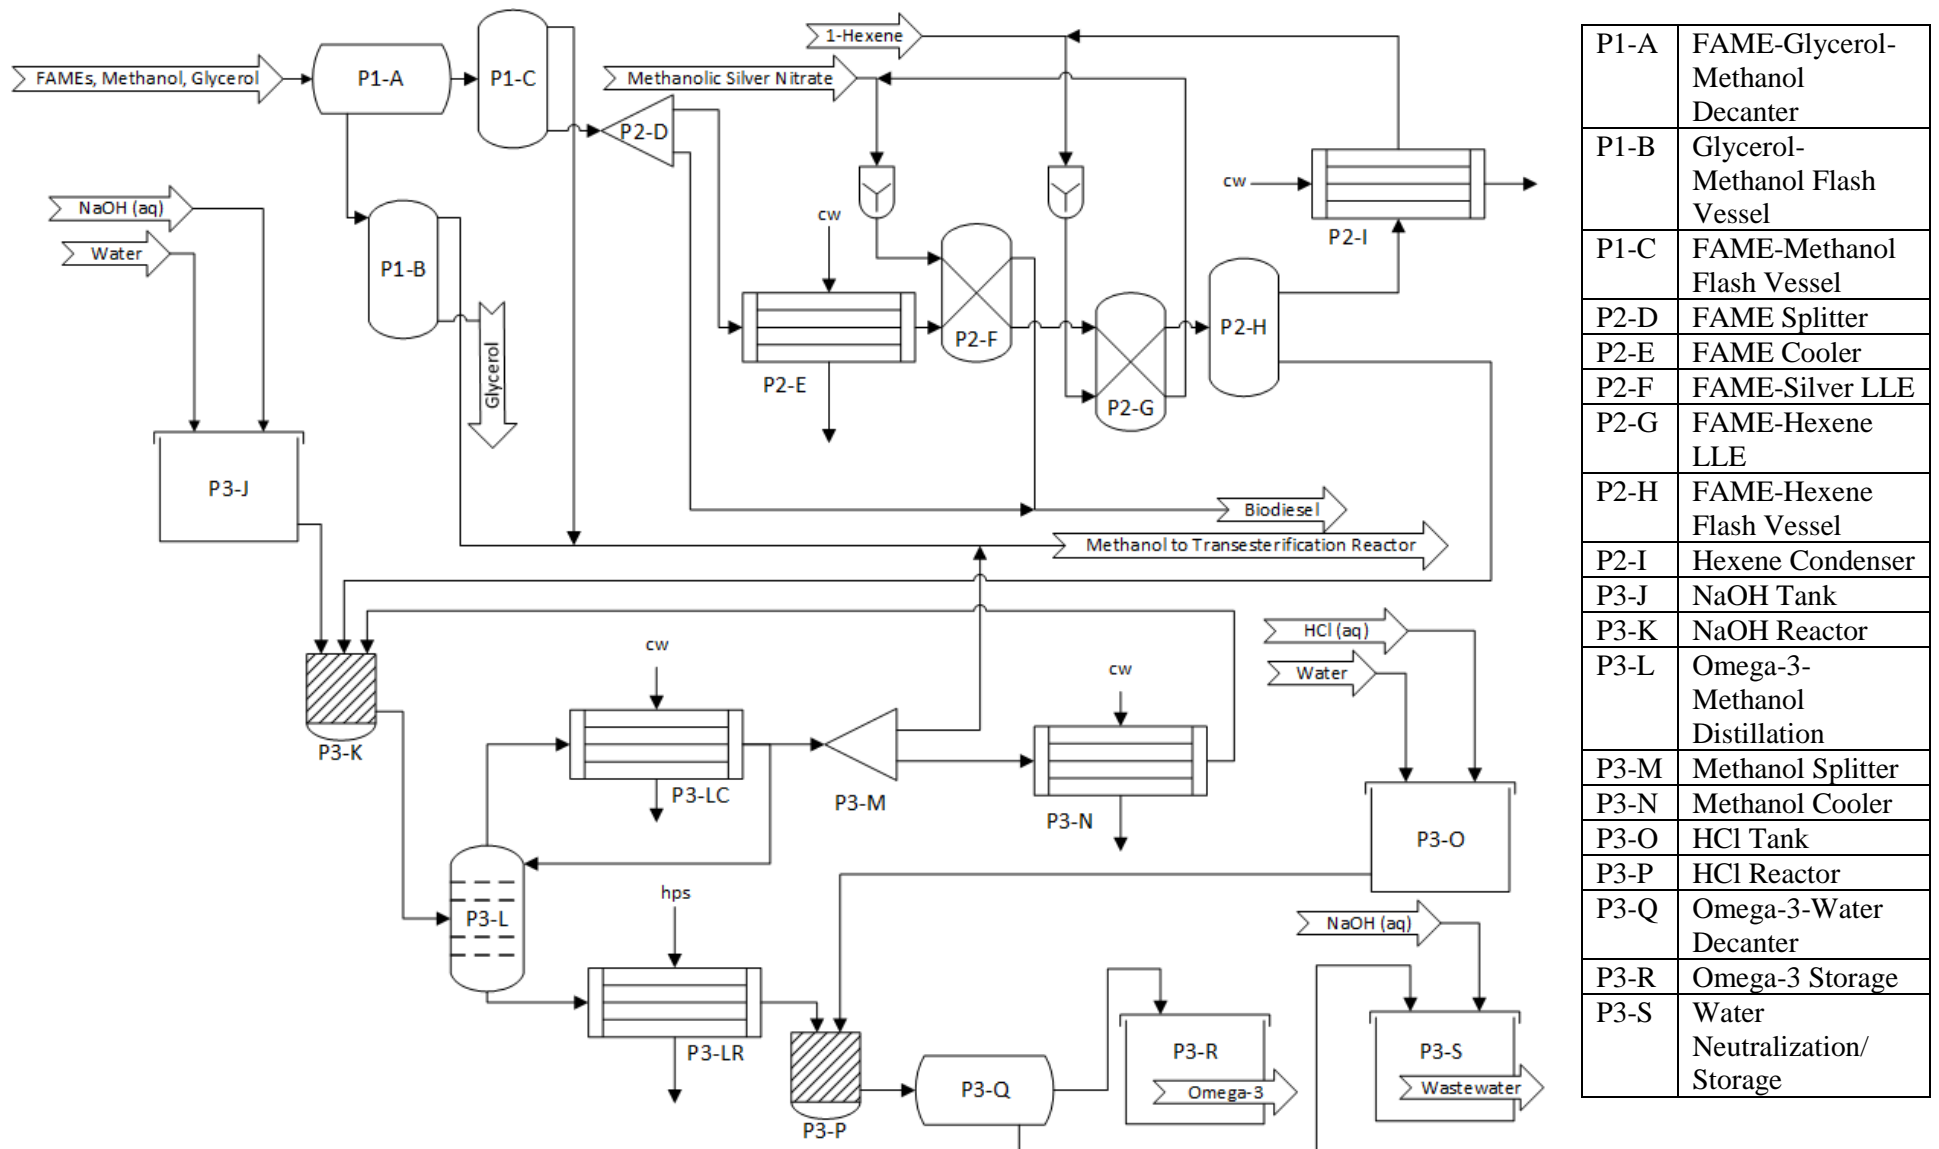 1-Hexene
FAMEs, Methanol, Glycerol
P1-A
P1-C
Methanolic Silver Nitrate
P2-D
NaOH (aq)
Water
P1-B
Glycerol
cw
P2-E
P2-F
P2-G
P2-H
cw
P2-I
P3-J
Biodiesel
Methanol to Transesterification Reactor
P3-K
cw
P3-LC
P3-M
cw
P3-N
HCl (aq)
Water
P3-O
P3-L
hps
P3-LR
NaOH (aq)
P3-P
P3-Q
P3-R
Omega-3
P3-S
Wastewater
P1-A FAME-Glycerol-
Methanol
Decanter
P1-B Glycerol-
Methanol Flash
Vessel
P1-C FAME-Methanol
Flash Vessel
P2-D FAME Splitter
P2-E FAME Cooler
P2-F FAME-Silver LLE
P2-G FAME-Hexene
LLE
P2-H FAME-Hexene
Flash Vessel
P2-I Hexene Condenser
P3-J NaOH Tank
P3-K NaOH Reactor
P3-L Omega-3-
Methanol
Distillation
P3-M Methanol Splitter
P3-N Methanol Cooler
P3-O HCl Tank
P3-P HCl Reactor
P3-Q Omega-3-Water
Decanter
P3-R Omega-3 Storage
P3-S Water
Neutralization/
Storage